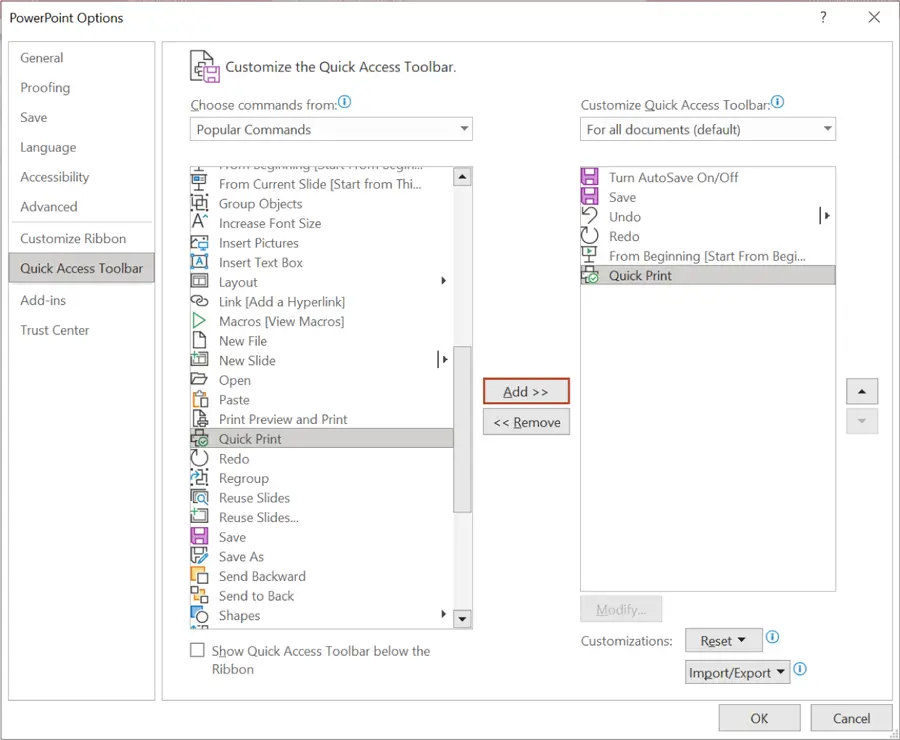 PowerPoint Options
?
General
Proofing
Save
Language
Accessibility
Advanced
Customize Ribbon
Quick Access Toolbar
Add-ins
Trust Center
Customize the Quick Access Toolbar.
Choose commands from:
Popular Commands
From Beginning [Start From Begin...
From Current Slide [Start from Thi...
Group Objects
Increase Font Size
Insert Pictures
Insert Text Box
Layout
Link [Add a Hyperlink]
Macros [View Macros]
New File
New Slide
Open
Paste
Print Preview and Print
Quick Print
Redo
Regroup
Reuse Slides
Reuse Slides...
Save
Save As
Send Backward
Send to Back
Shapes
Show Quick Access Toolbar below the
Ribbon
Add >>
<< Remove
Customize Quick Access Toolbar:
For all documents (default)
Turn AutoSave On/Off
Save
Undo
Redo
From Beginning [Start From Begi...
Quick Print
Modify...
Customizations:
Reset
Import/Export
OK
Cancel